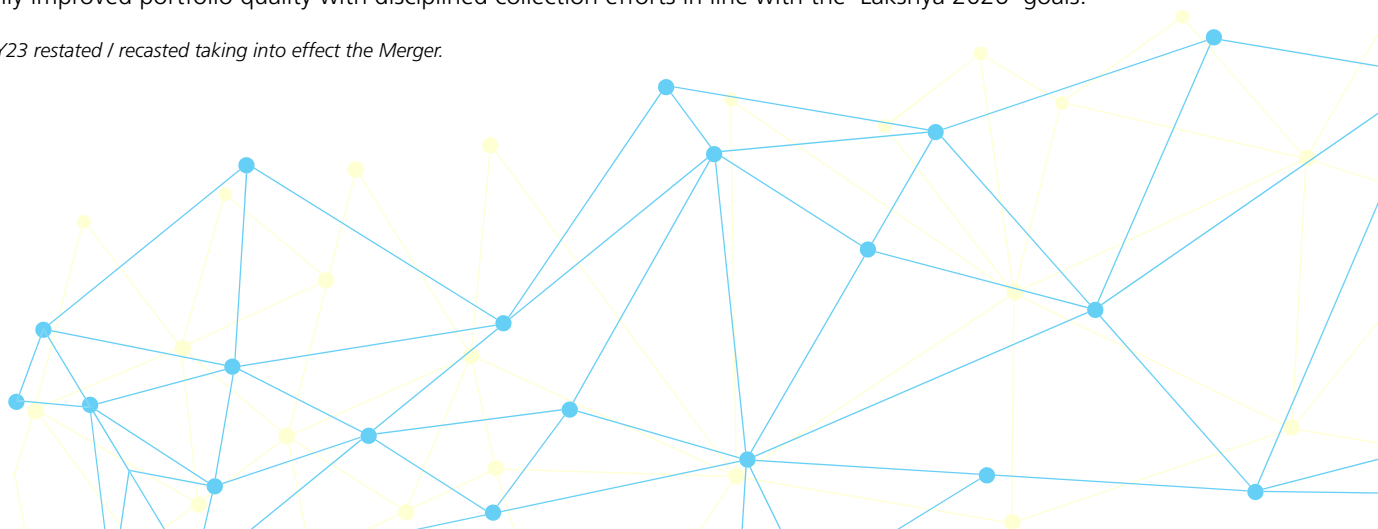 improved portfolio quality with disciplined collection efforts in line with the 'Lakshya 2026' goals.
Y23 restated / recasted taking into effect the Merger.